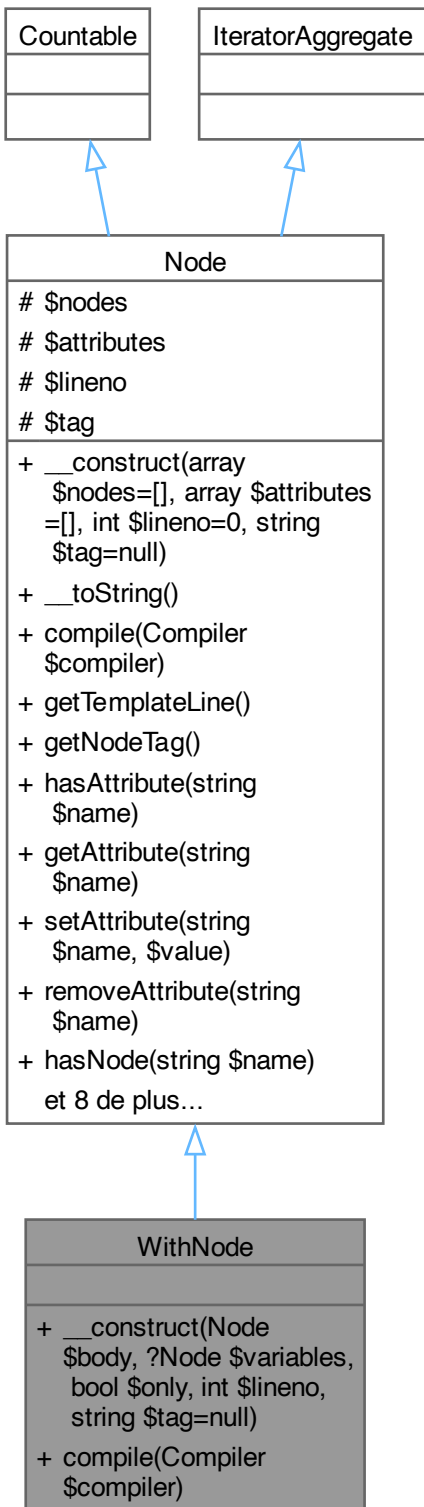 Countable
IteratorAggregate
Node
# $nodes
# $attributes
# $lineno
# $tag
+ __construct(array
$nodes=[], array $attributes
=[], int $lineno=0, string
$tag=null)
+ __toString()
+ compile(Compiler
$compiler)
+ getTemplateLine()
+ getNodeTag()
+ hasAttribute(string
$name)
+ getAttribute(string
$name)
+ setAttribute(string
$name, $value)
+ removeAttribute(string
$name)
+ hasNode(string $name)
et 8 de plus...
WithNode
+ __construct(Node
$body, ?Node $variables,
bool $only, int $lineno,
string $tag=null)
+ compile(Compiler
$compiler)